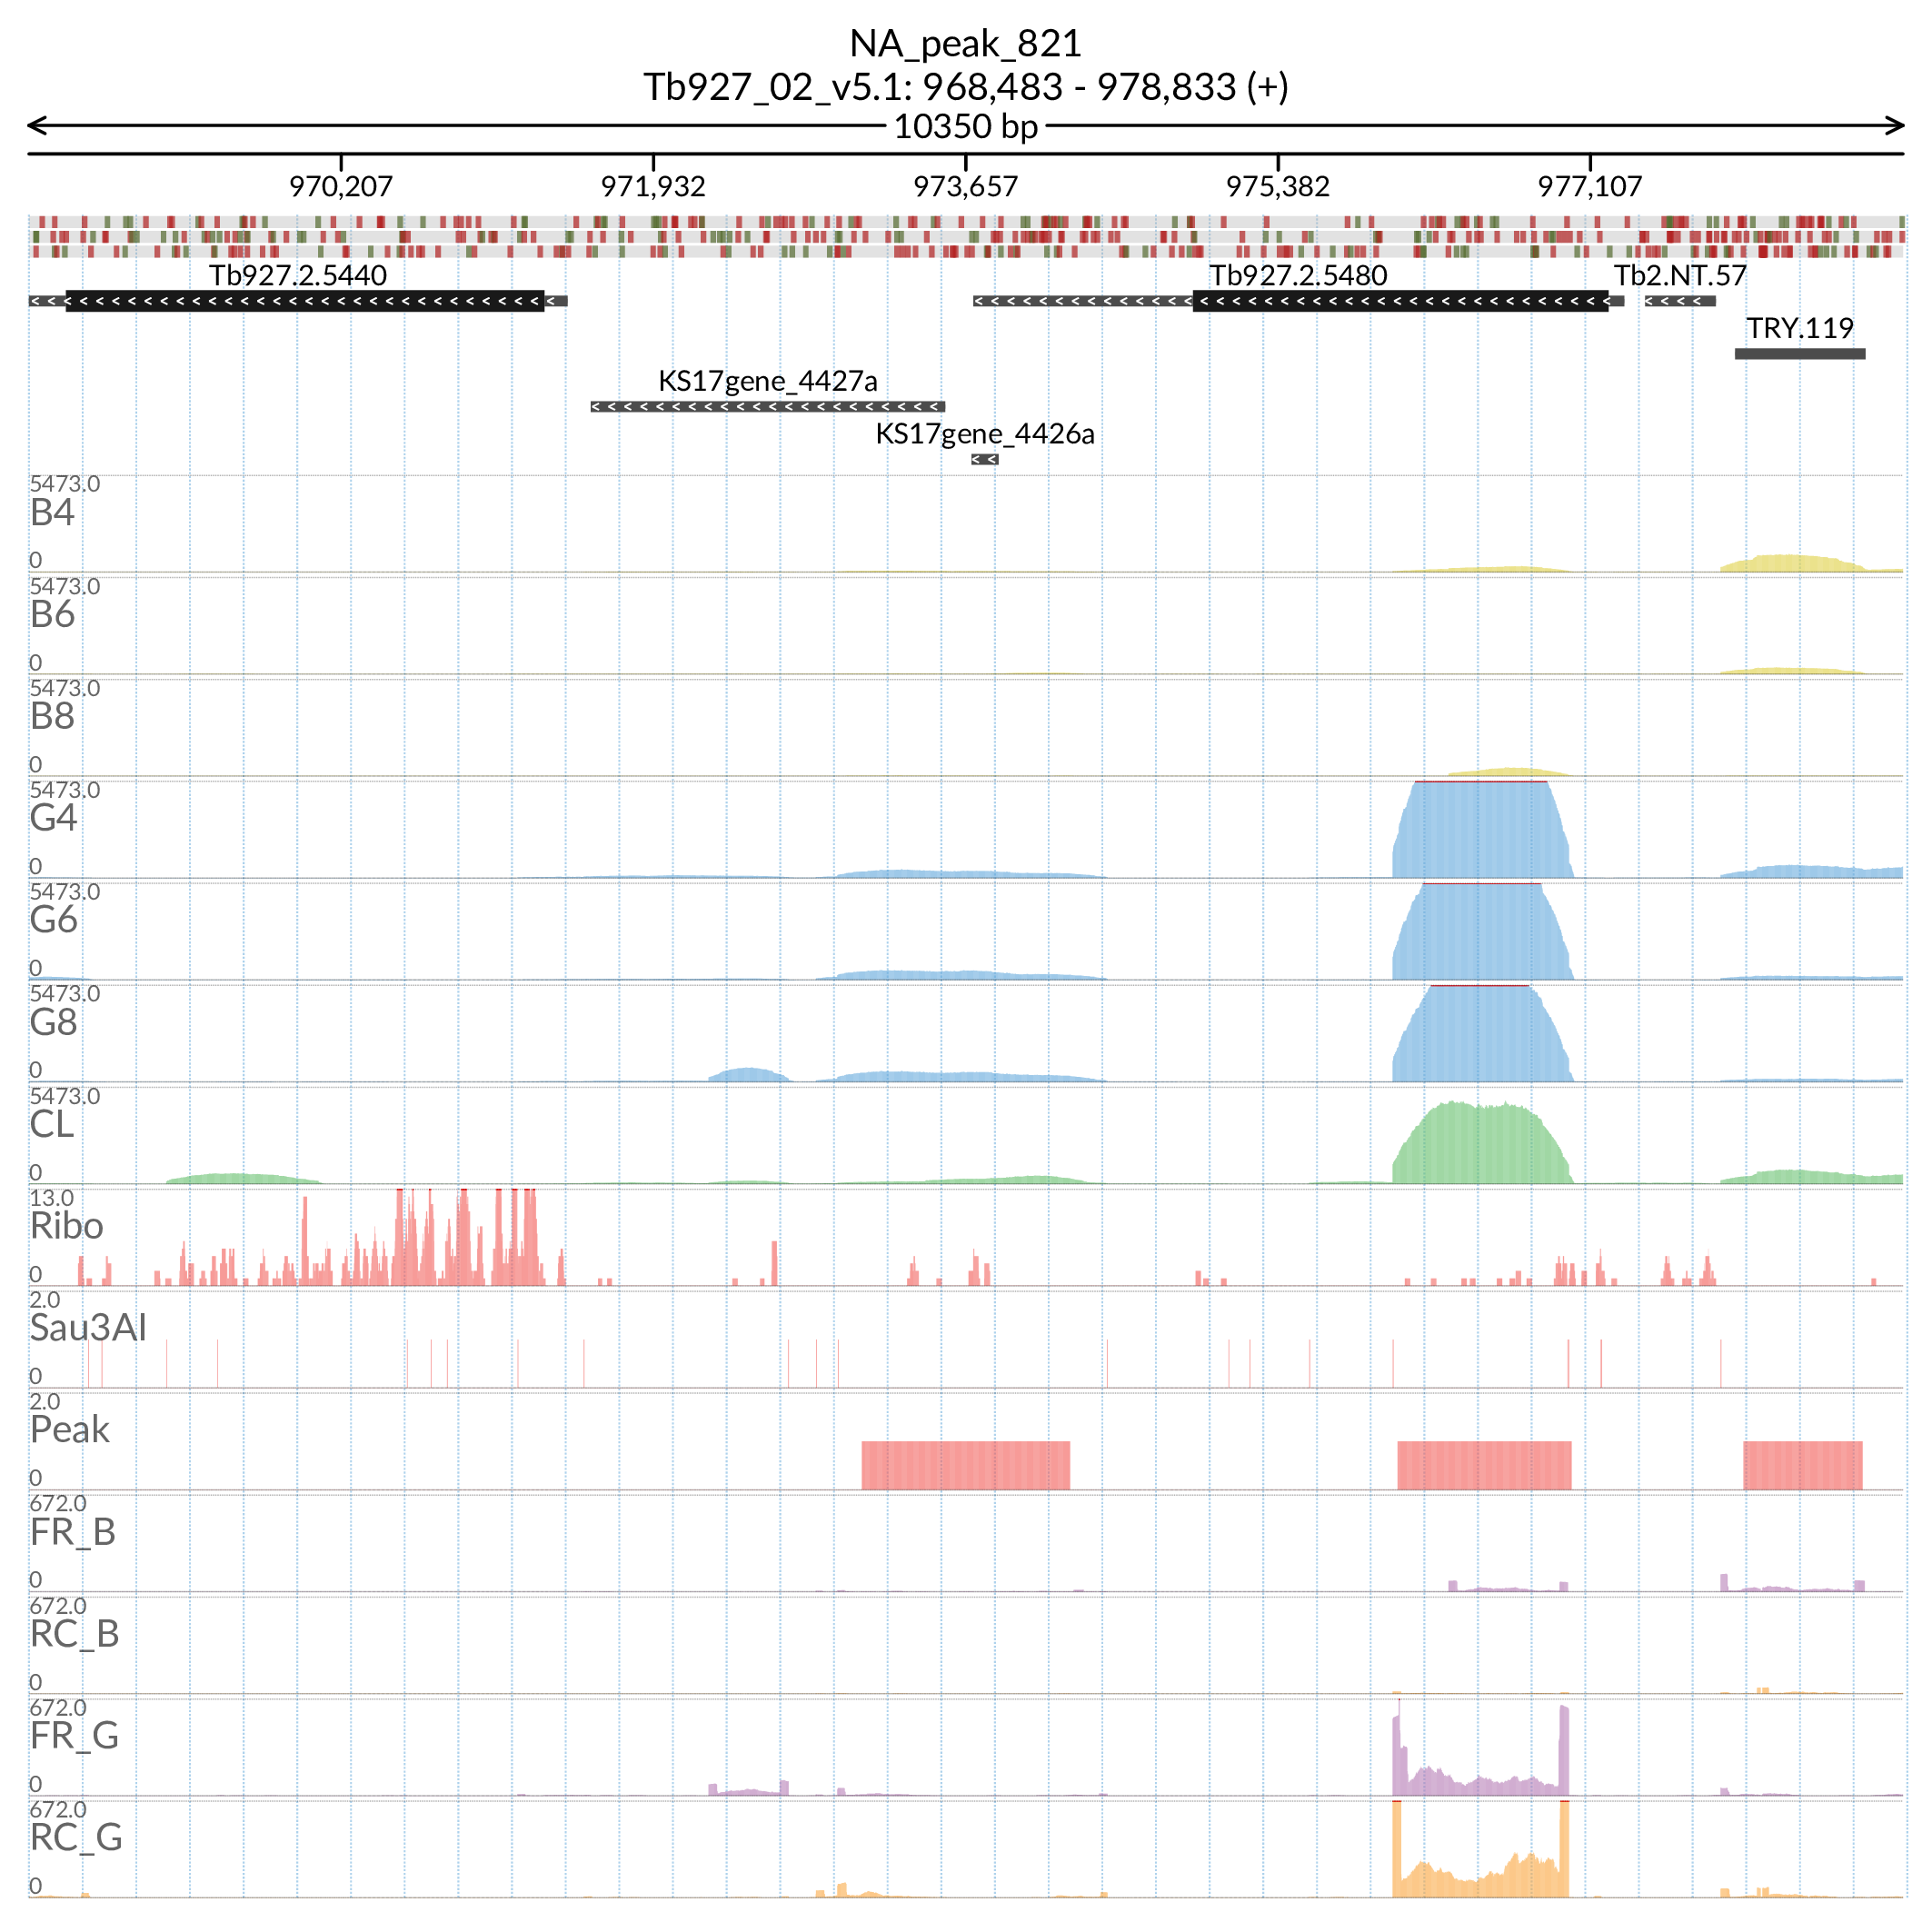 NA_peak_821
Tb927_02_v5.1: 968,483 - 978,833 (+)
10350 bp
970,207 971,932 973,657 975,382 977,107
Tb927.2.5440 Tb927.2.5480 Tb2.NT.57
TRY.119
KS17gene_4427a
KS17gene_4426a
5473.0
B4
0
5473.0
B6
0
5473.0
B8
0
5473.0
G4
0
5473.0
G6
0
5473.0
G8
0
5473.0
CL
0
13.0
Ribo
0
2.0
Sau3AI
0
2.0
Peak
0
672.0
FR_B
0
672.0
RC_B
0
672.0
FR_G
0
672.0
RC_G
0